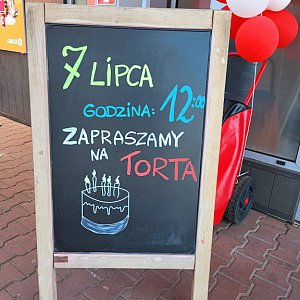 7 LIPCA
GODZINA: 12:00
ZAPRASZAMY
NA TORTA